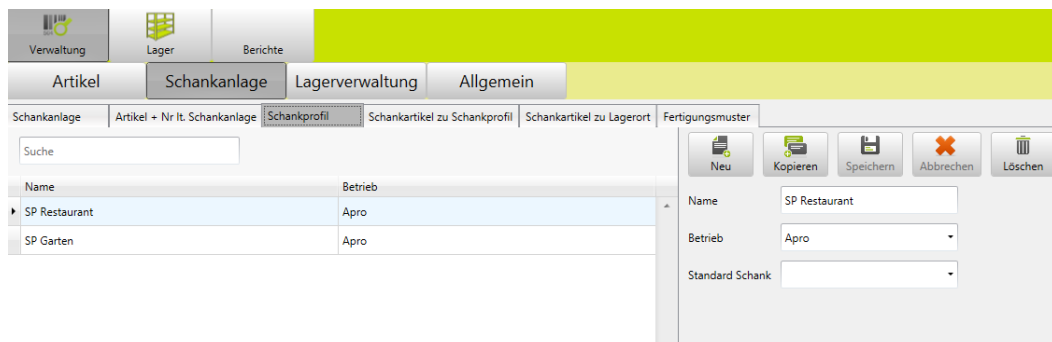 Verwaltung Lager Berichte
Artikel Schankanlage Lagerverwaltung Allgemein
Schankanlage Artikel + Nr lt. Schankanlage Schankprofil Schankartikel zu Schankprofil Schankartikel zu Lagerort Fertigungsmuster
Suche
Name Betrieb
SP Restaurant Apro
SP Garten Apro
Neu Kopieren Speichern Abbrechen Löschen
Name SP Restaurant
Betrieb Apro
Standard Schank